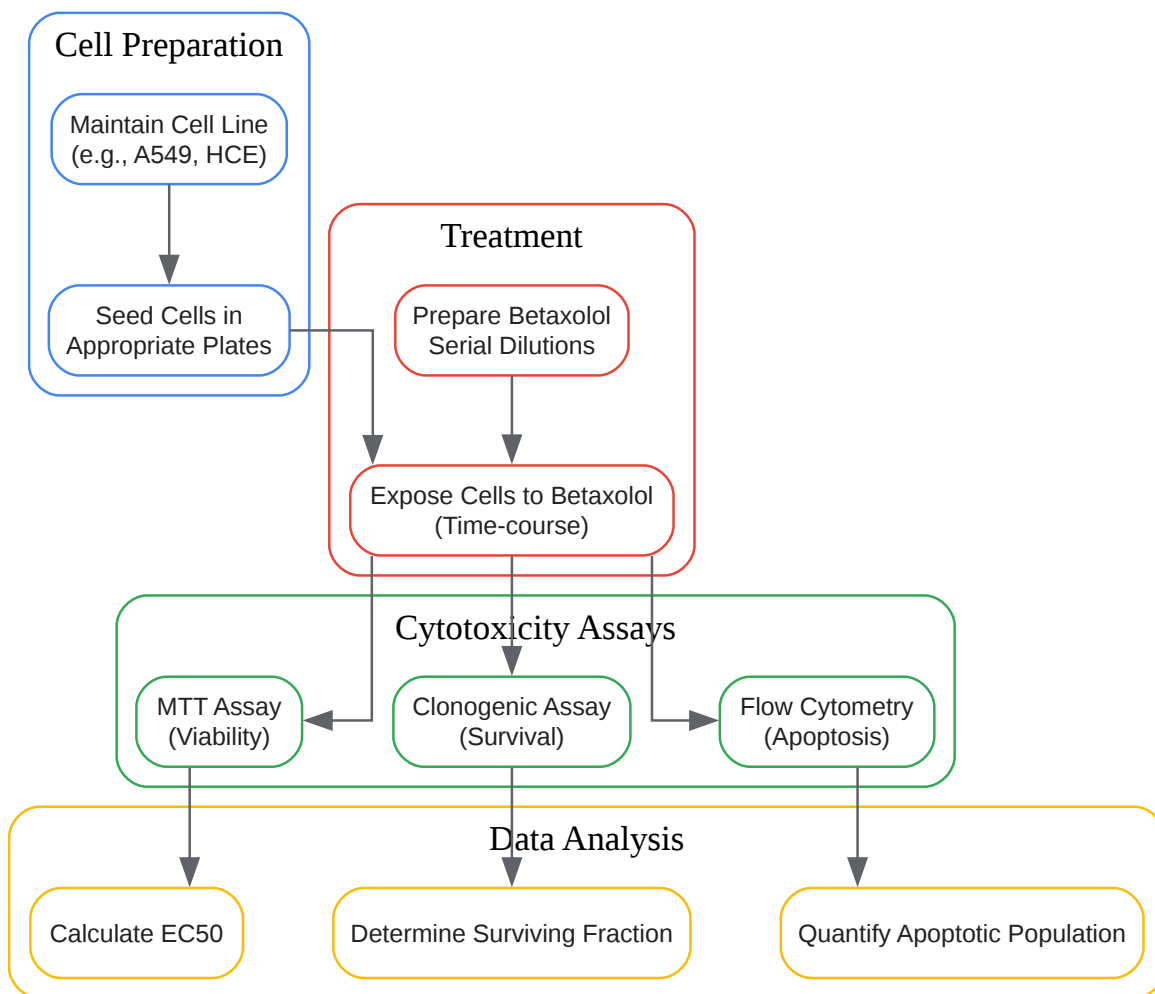 Cell Preparation
Maintain Cell Line
(e.g., A549, HCE)
Seed Cells in
Appropriate Plates
Treatment
Prepare Betaxolol
Serial Dilutions
Expose Cells to Betaxolol
(Time-course)
Cytotoxicity Assays
MTT Assay
(Viability)
Clonogenic Assay
(Survival)
Flow Cytometry
(Apoptosis)
Data Analysis
Calculate EC50
Determine Surviving Fraction
Quantify Apoptotic Population